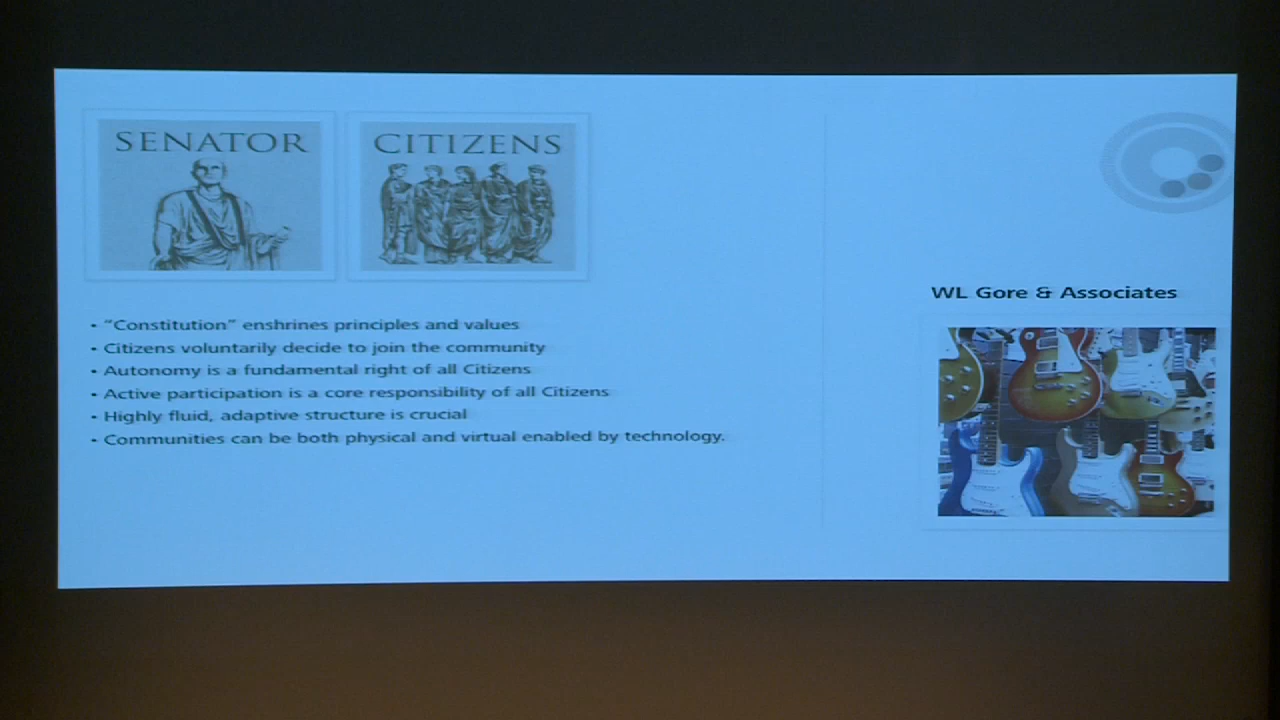 SENATOR
CITIZENS
• “Constitution” enshrines principles and values
• Citizens voluntarily decide to join the community
• Autonomy is a fundamental right of all Citizens
• Active participation is a core responsibility of all Citizens
• Highly fluid, adaptive structure is crucial
• Communities can be both physical and virtual enabled by technology.
WL Gore & Associates